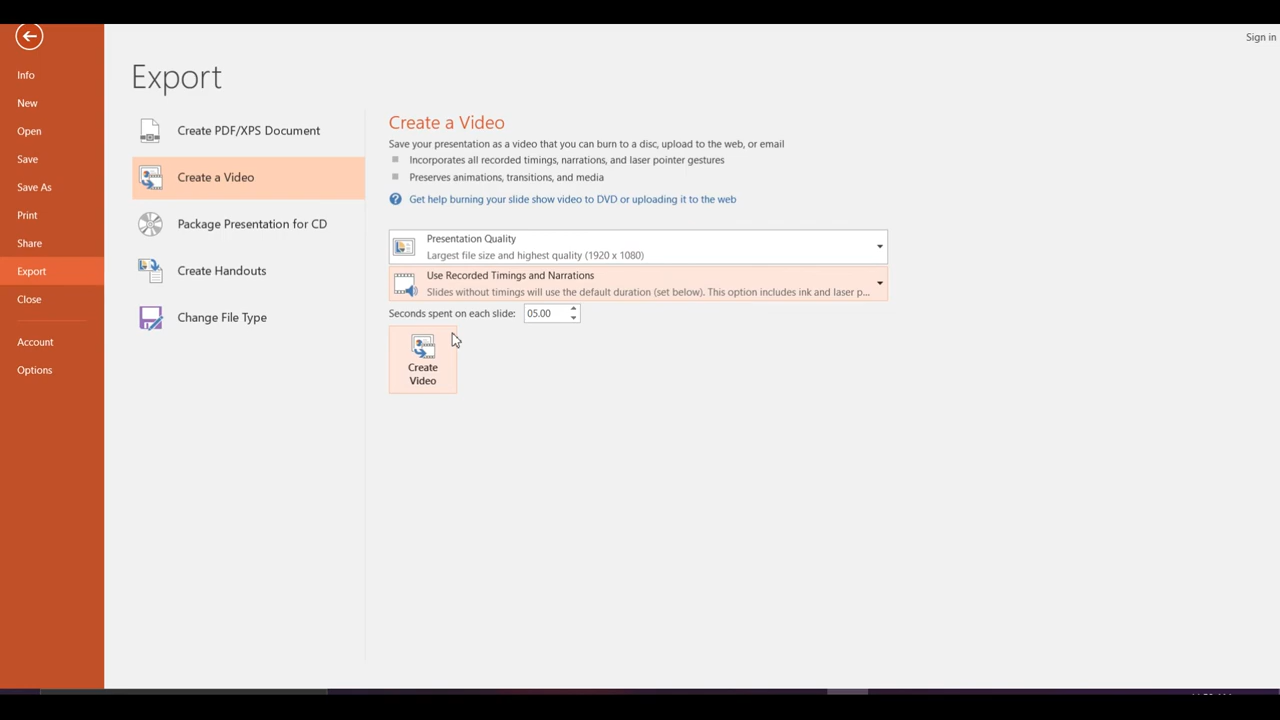 Sign in
Info
New
Open
Save
Save As
Print
Share
Export
Close
Account
Options
Export
Create PDF/XPS Document
Create a Video
Package Presentation for CD
Create Handouts
Change File Type
Create a Video
Save your presentation as a video that you can burn to a disc, upload to the web, or email
Incorporates all recorded timings, narrations, and laser pointer gestures
Preserves animations, transitions, and media
Get help burning your slide show video to DVD or uploading it to the web
Presentation Quality
Largest file size and highest quality (1920 x 1080)
Use Recorded Timings and Narrations
Slides without timings will use the default duration (set below). This option includes ink and laser p...
Seconds spent on each slide: 05.00
Create
Video